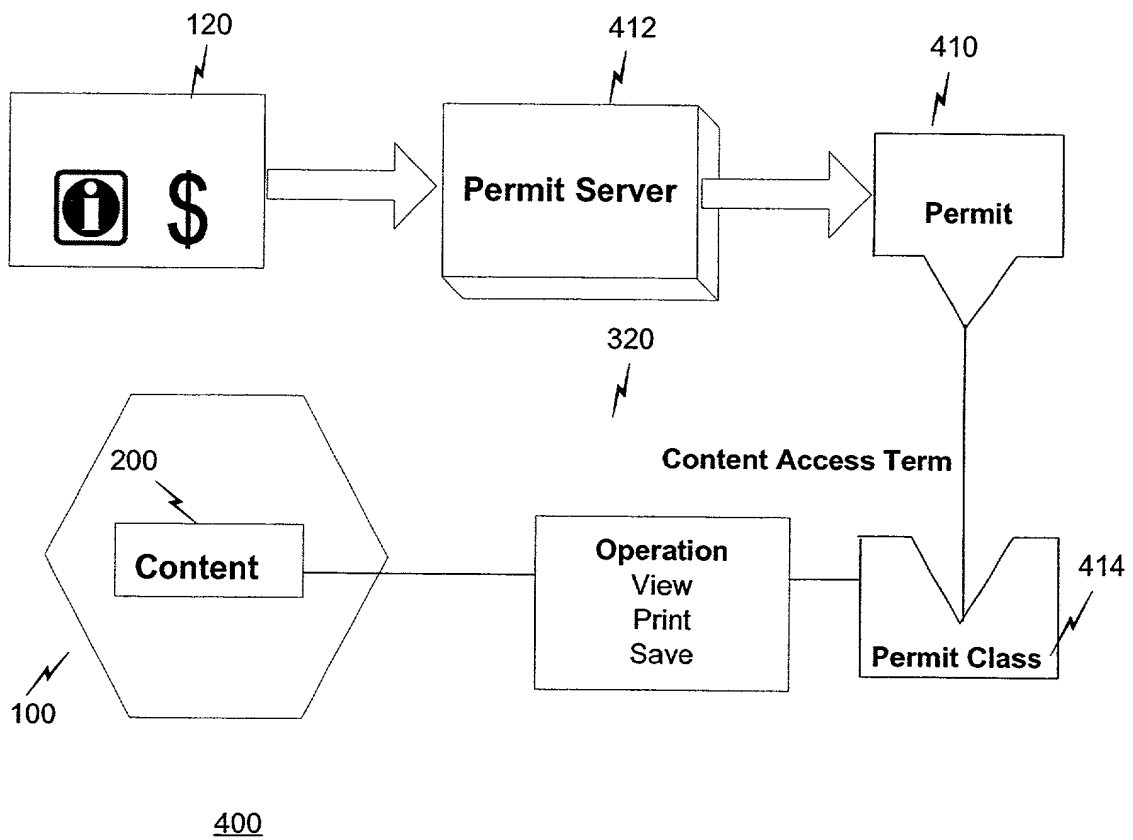 120
412
410
i $
Permit Server
Permit
320
200
Content Access Term
Content
Operation
View
Print
Save
414
Permit Class
100
400